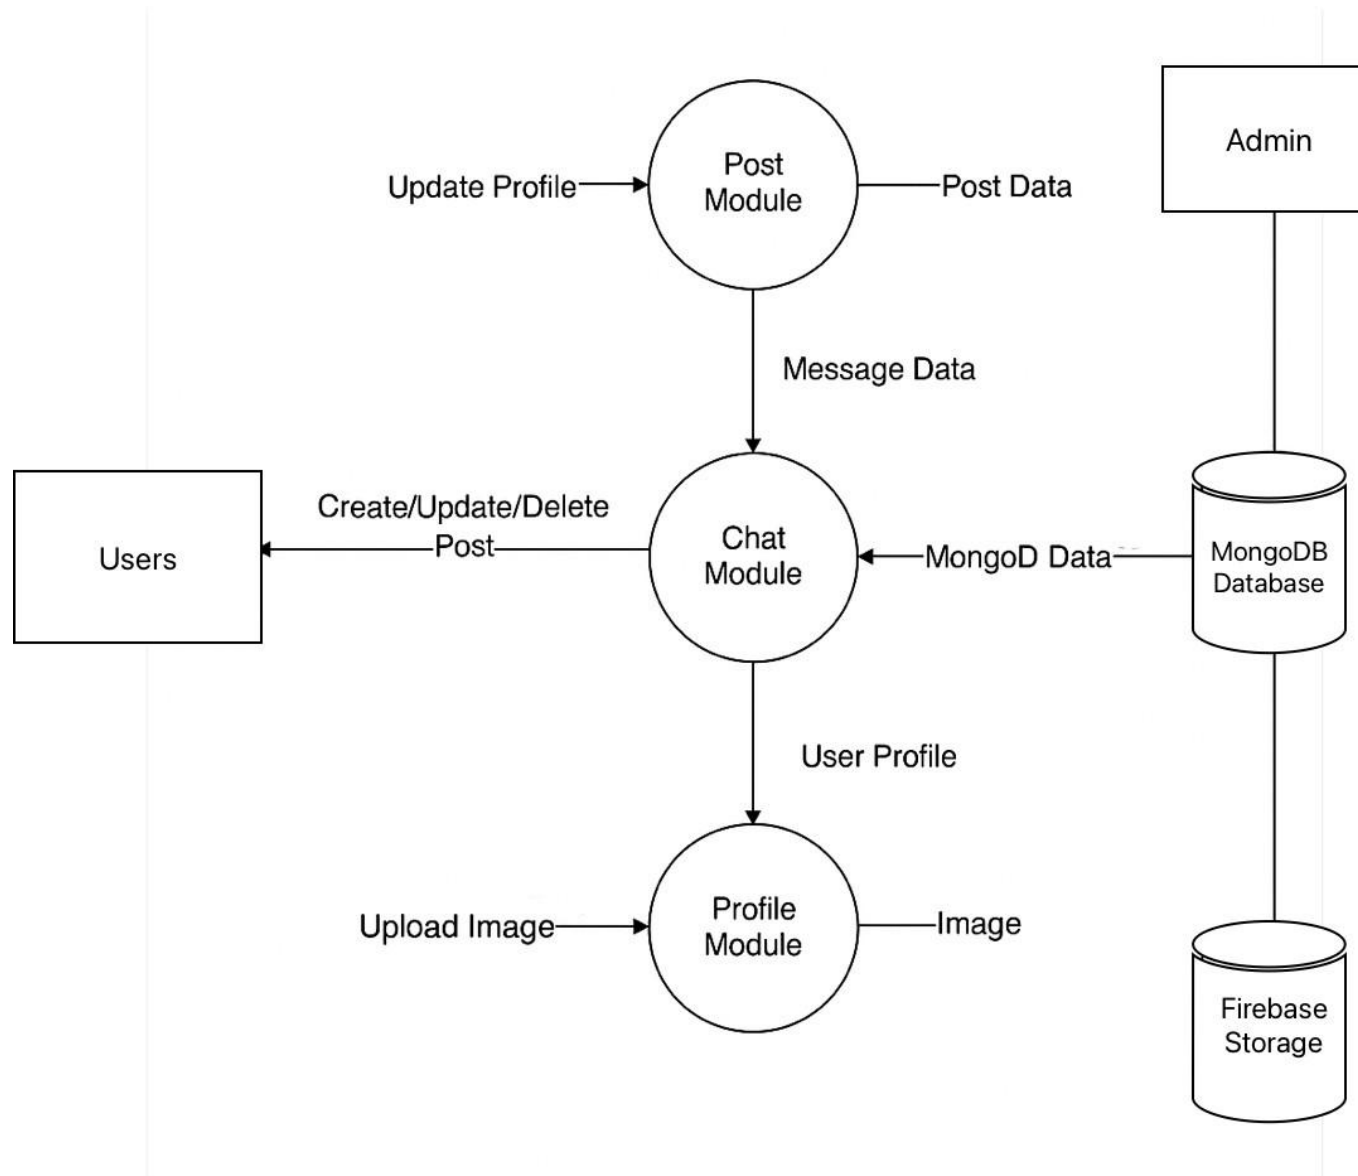 Post
Module
Admin
Update Profile
Post Data
Message Data
Create/Update/Delete
Post
Users
Chat
Module
MongoD Data
MongoDB
Database
User Profile
Profile
Module
Upload Image
Image
Firebase
Storage